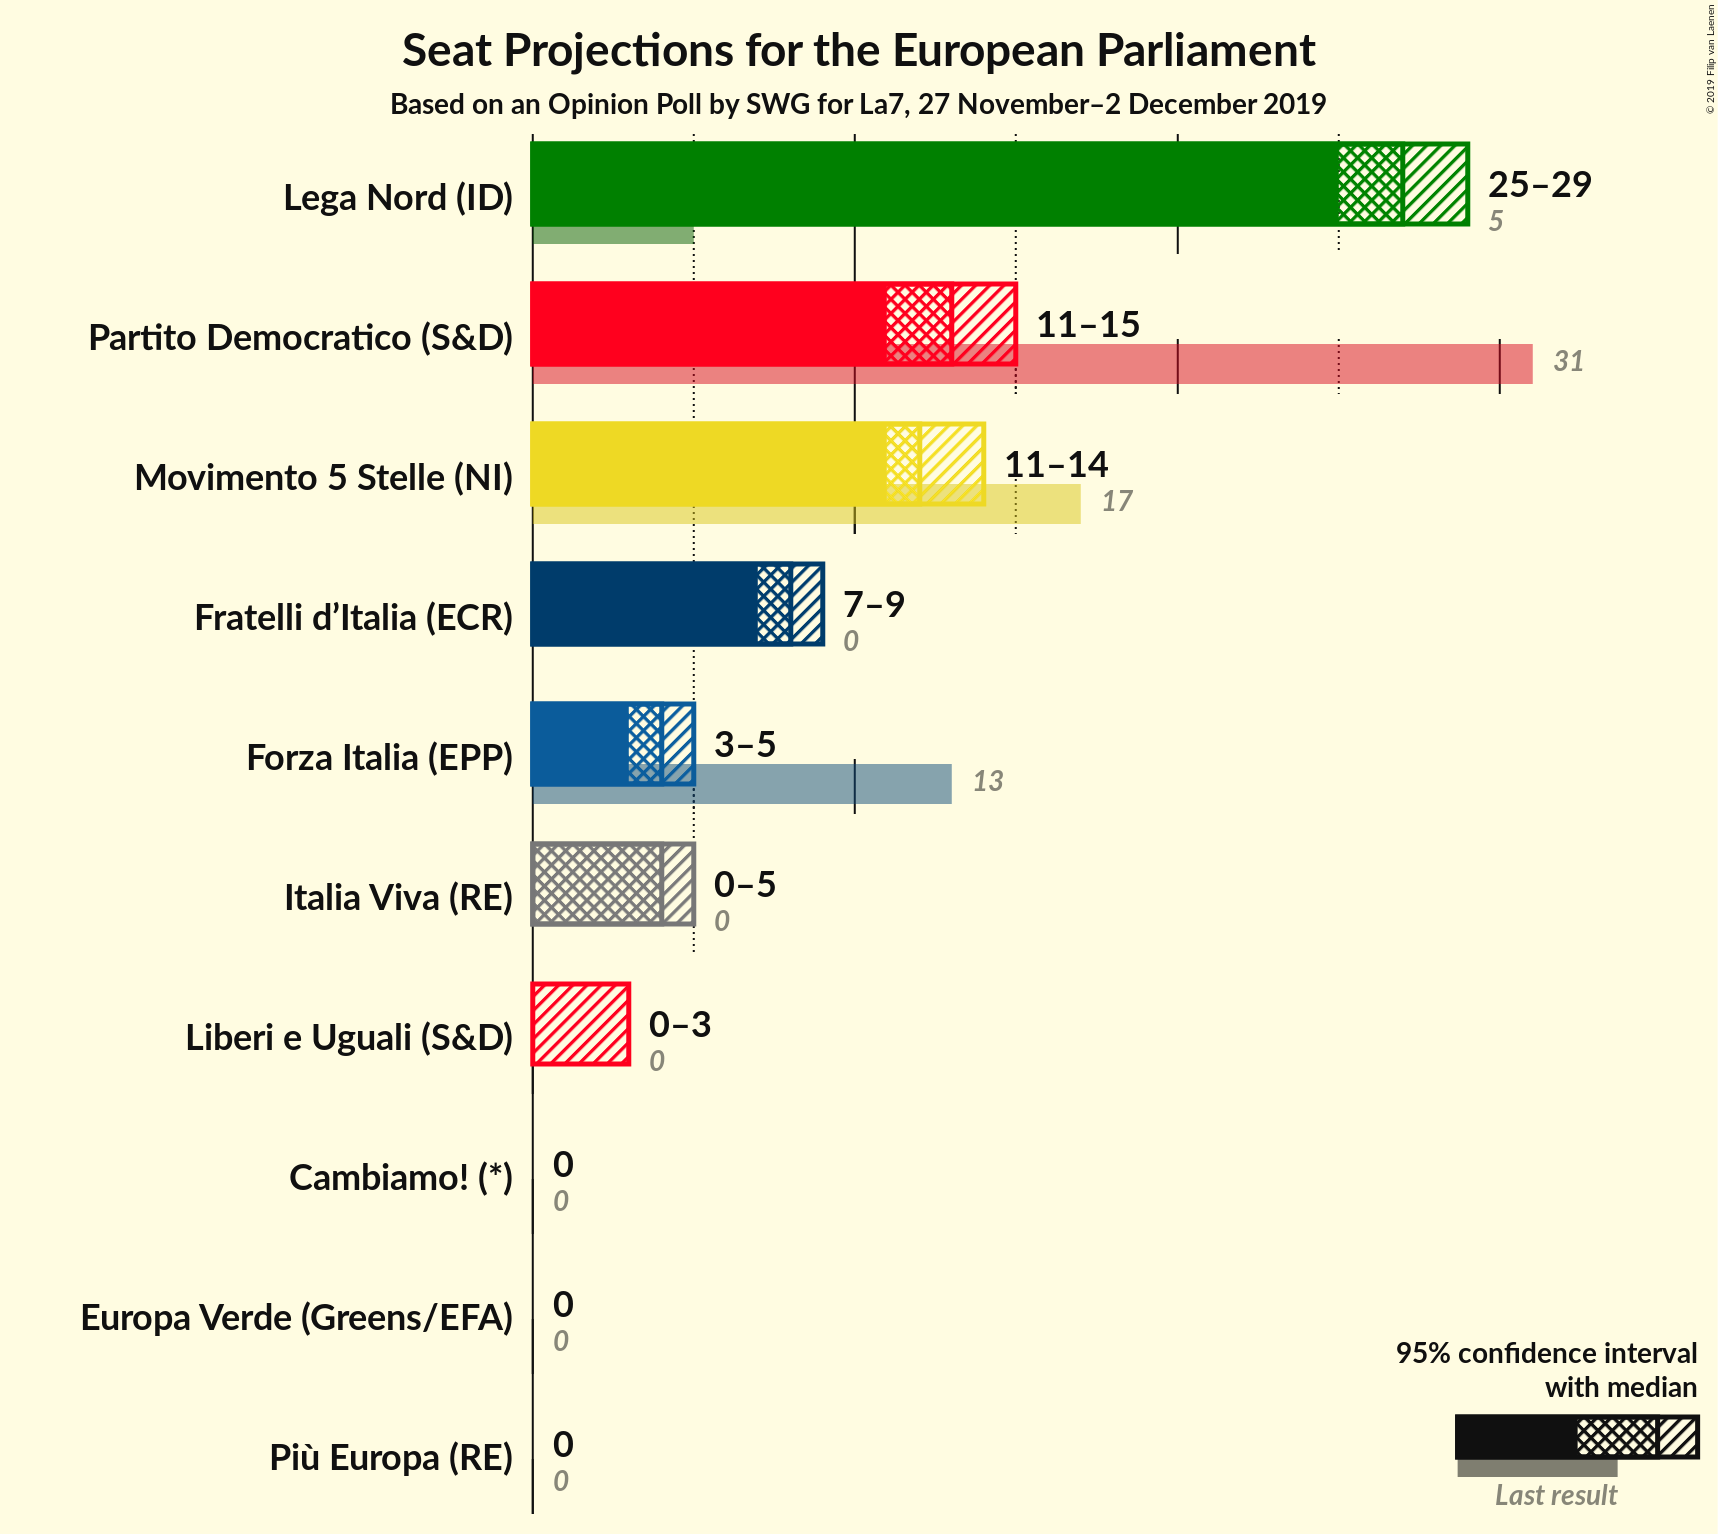 Seat Projections for the European Parliament
Based on an Opinion Poll by SWG for La7, 27 November–2 December 2019
© 2019 Filip van Laenen
Lega Nord (ID)
25–29
5
Partito Democratico (S&D)
11–15
31
Movimento 5 Stelle (NI)
11–14
17
Fratelli d’Italia (ECR)
7–9
0
Forza Italia (EPP)
3–5
13
Italia Viva (RE)
0–5
0
Liberi e Uguali (S&D)
0–3
0
Cambiamo! (*)
0
0
Europa Verde (Greens/EFA)
0
0
Più Europa (RE)
0
0
95% confidence interval
with median
Last result